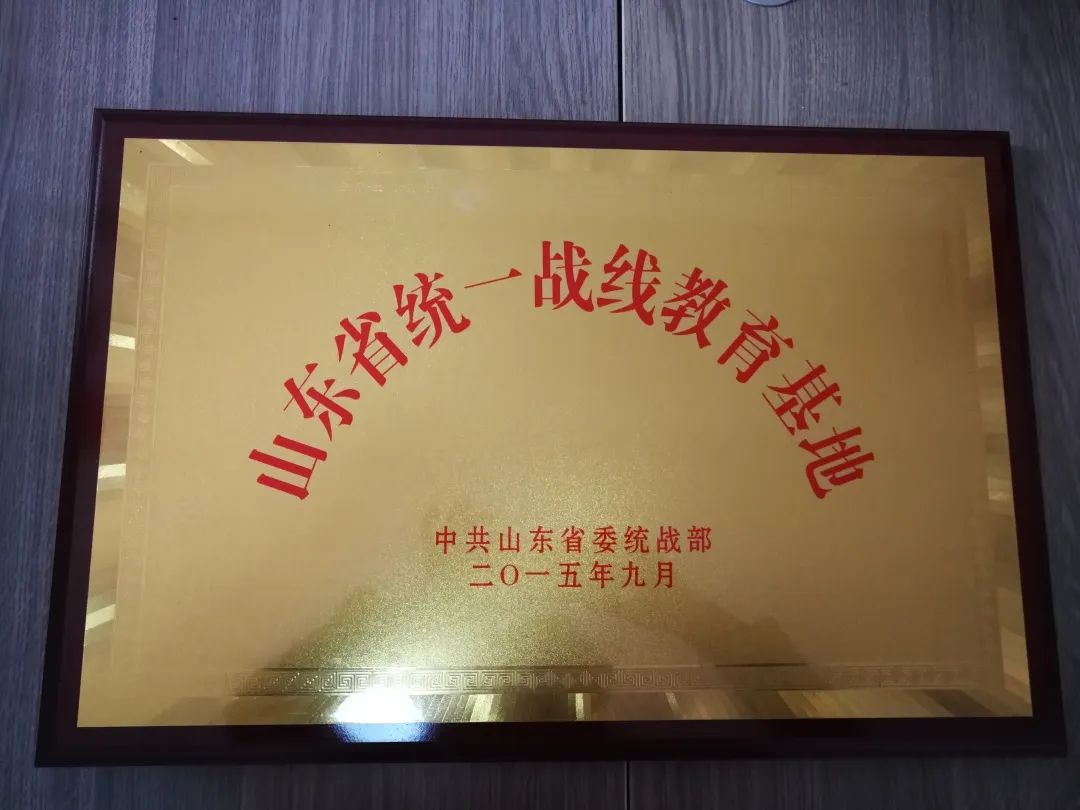 山东省统一战线教育基地
中共山东省委统战部
二〇一五年九月